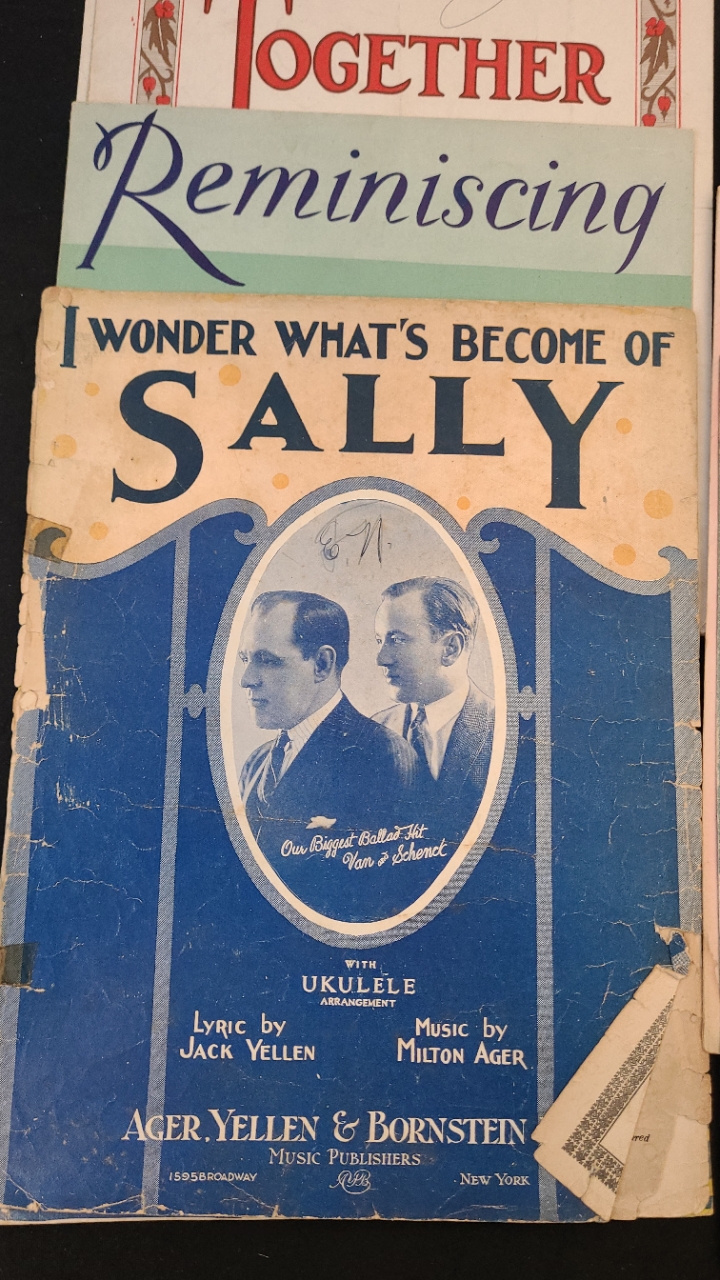 TOGETHER
Reminiscing
I WONDER WHAT'S BECOME OF
SALLY
E. N.
Our Biggest Ballad Hit
Van & Schenck
WITH
UKULELE
ARRANGEMENT
LYRIC by
JACK YELLEN
MUSIC by
MILTON AGER
AGER, YELLEN & BORNSTEIN
MUSIC PUBLISHERS
1595 BROADWAY
NEW YORK